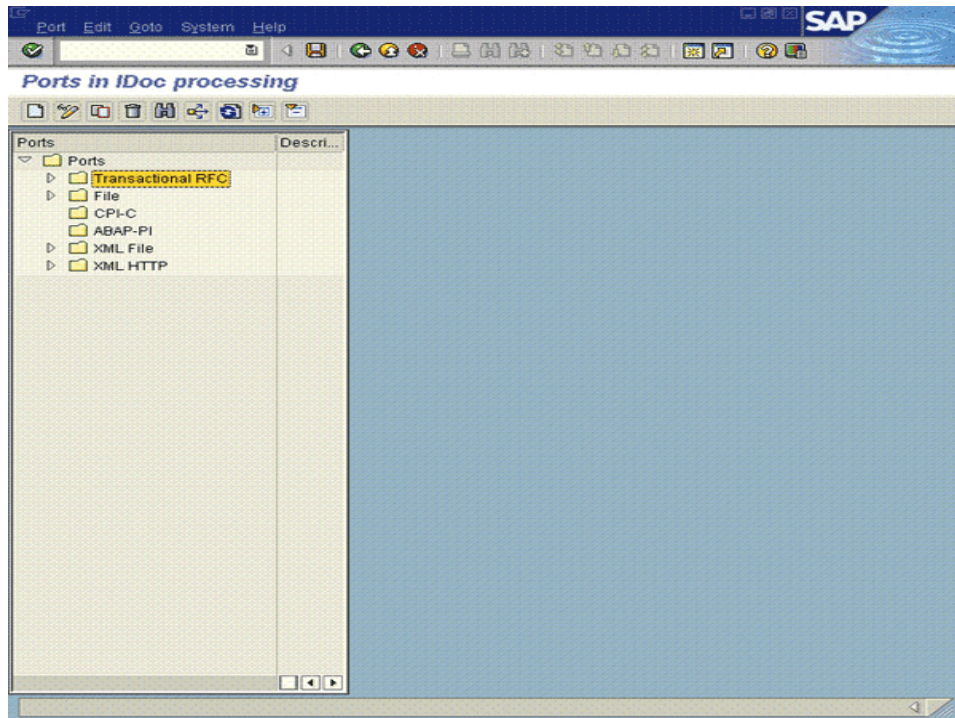 Port Edit Goto System Help
SAP
Ports in IDoc processing
Ports Descri...
Ports
Transactional RFC
File
CPI-C
ABAP-PI
XML File
XML HTTP